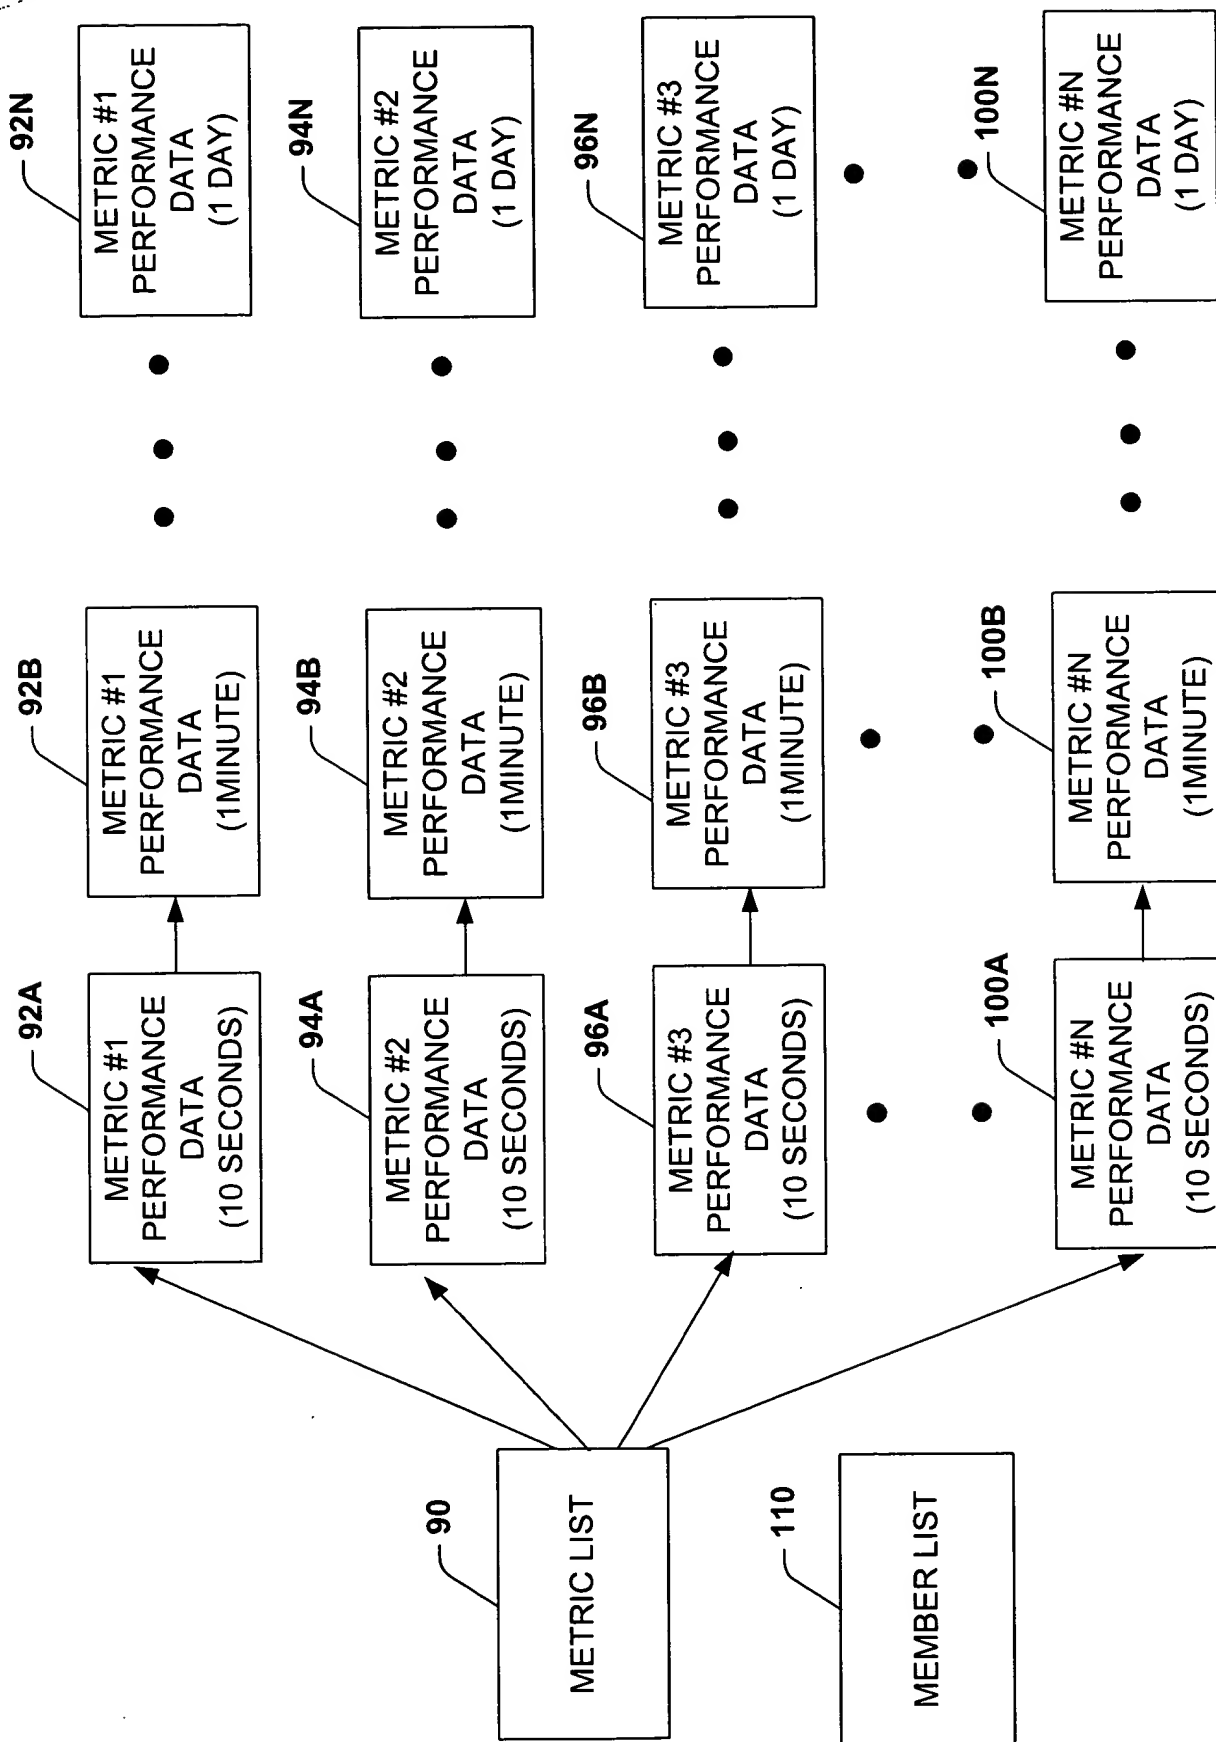 90
METRIC LIST
110
MEMBER LIST
92A
METRIC #1
PERFORMANCE
DATA
(10 SECONDS)
92B
METRIC #1
PERFORMANCE
DATA
(1MINUTE)
92N
METRIC #1
PERFORMANCE
DATA
(1 DAY)
94A
METRIC #2
PERFORMANCE
DATA
(10 SECONDS)
94B
METRIC #2
PERFORMANCE
DATA
(1MINUTE)
94N
METRIC #2
PERFORMANCE
DATA
(1 DAY)
96A
METRIC #3
PERFORMANCE
DATA
(10 SECONDS)
96B
METRIC #3
PERFORMANCE
DATA
(1MINUTE)
96N
METRIC #3
PERFORMANCE
DATA
(1 DAY)
100A
METRIC #N
PERFORMANCE
DATA
(10 SECONDS)
100B
METRIC #N
PERFORMANCE
DATA
(1MINUTE)
100N
METRIC #N
PERFORMANCE
DATA
(1 DAY)